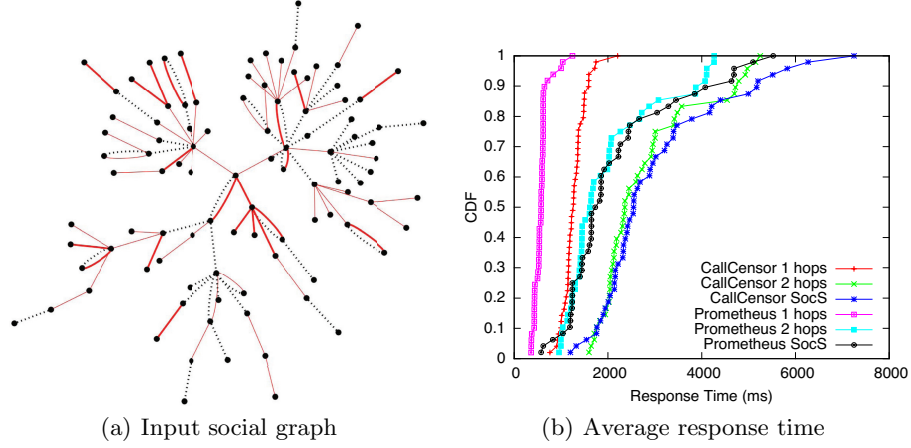 1
0.9
0.8
0.7
0.6
0.5
0.4
0.3
0.2
0.1
0
CDF
CallCensor 1 hops
CallCensor 2 hops
CallCensor SocS
Prometheus 1 hops
Prometheus 2 hops
Prometheus SocS
0 2000 4000 6000 8000
Response Time (ms)
(a) Input social graph
(b) Average response time